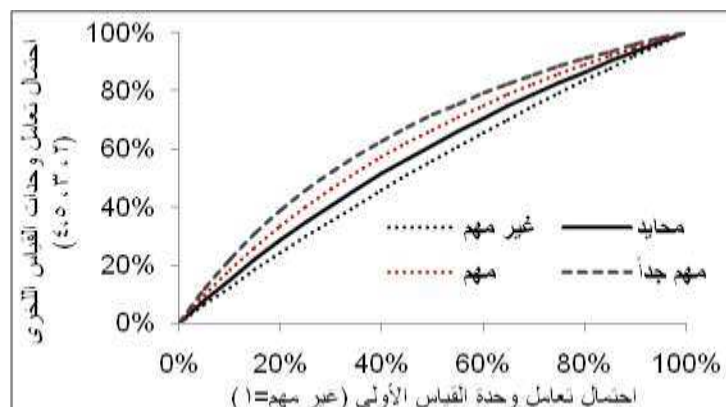 احتمال تعامل وحدات القياس الاخرى
(٢، ٣، ٤،٥)
100%
80%
60%
40%
20%
0%
غير مهم
محايد
مهم
مهم جداً
0% 20% 40% 60% 80% 100%
احتمال تعامل وحدة القياس الأولى (غير مهم=١)